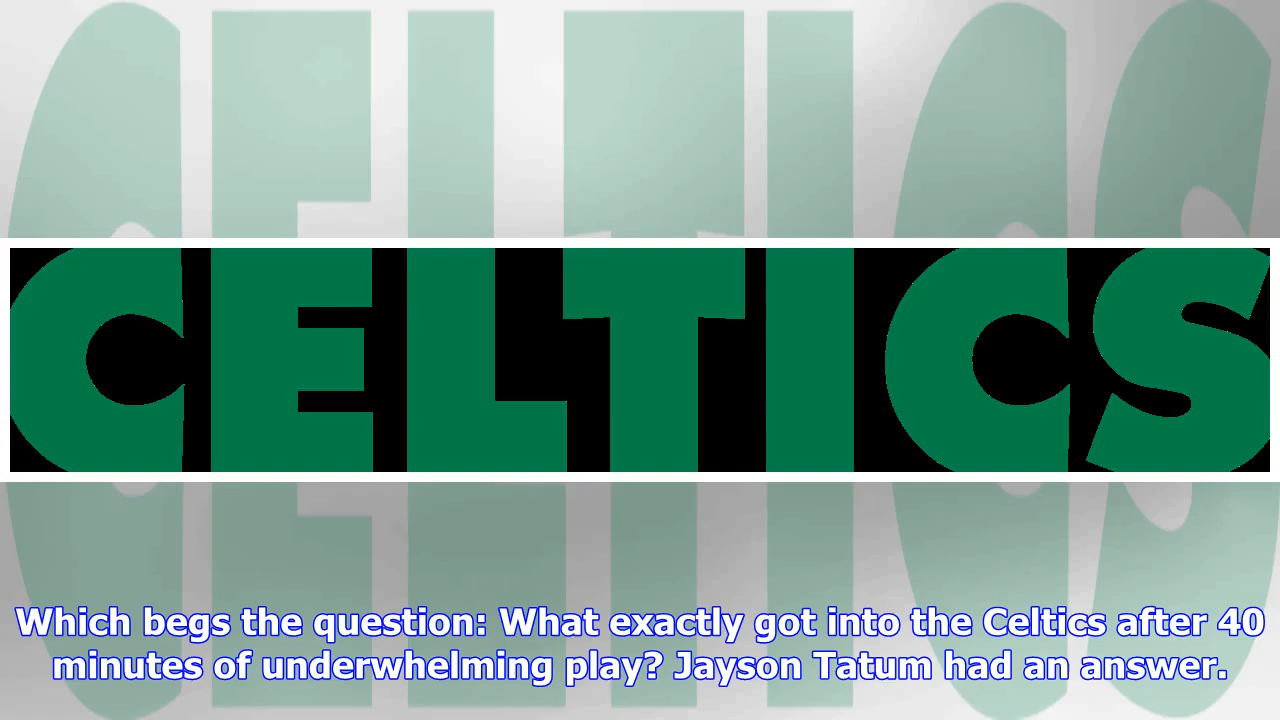 CELTICS
Which begs the question: What exactly got into the Celtics after 40
minutes of underwhelming play? Jayson Tatum had an answer.